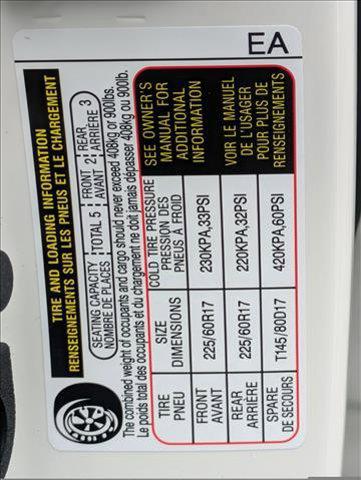 TIRE AND LOADING INFORMATION
RENSEIGNEMENTS SUR LES PNEUS ET LE CHARGEMENT
SEATING CAPACITY TOTAL 5 FRONT 2 REAR 3
NOMBRE DE PLACES AVANT ARRIÈRE
The combined weight of occupants and cargo should never exceed 408kg or 900lbs.
Le poids total des occupants et du chargement ne doit jamais dépasser 408kg ou 900lb.
TIRE SIZE COLD TIRE PRESSURE SEE OWNER'S
PNEU DIMENSIONS PRESSION DES MANUAL FOR
PNEUS À FROID ADDITIONAL
INFORMATION
FRONT 225/60R17 230KPA,33PSI
AVANT
REAR 225/60R17 220KPA,32PSI VOIR LE MANUEL
ARRIÈRE DE L'USAGER
SPARE T145/80D17 420KPA,60PSI POUR PLUS DE
DE SECOURS RENSEIGNEMENTS
EA